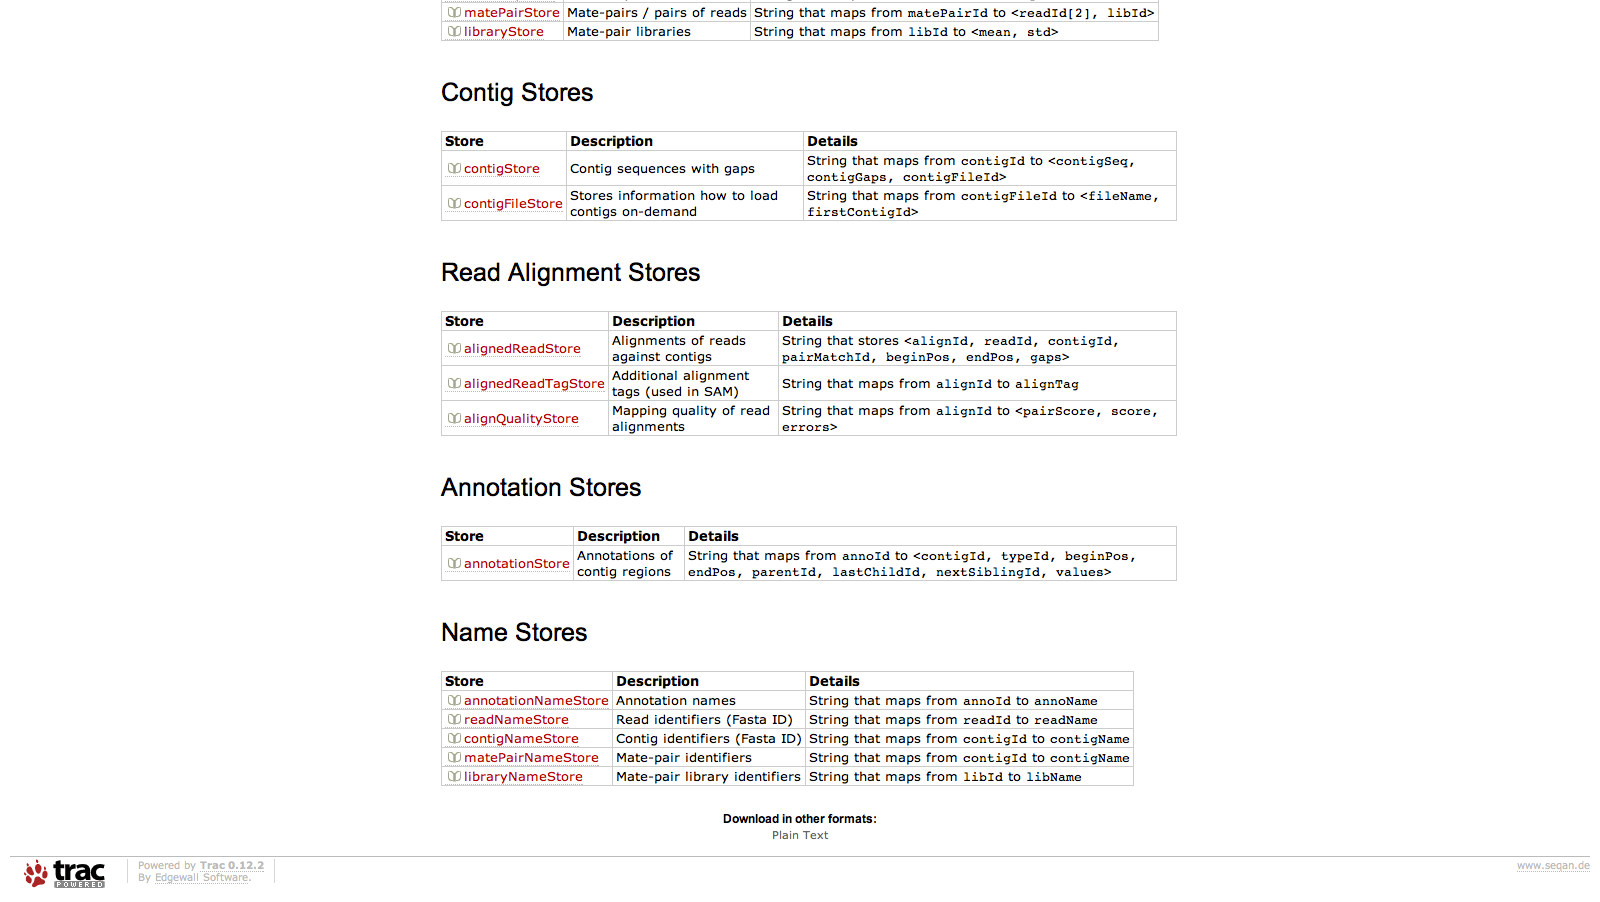 matePairStore Mate-pairs / pairs of reads String that maps from matePairId to <readId[2], libId>
libraryStore Mate-pair libraries String that maps from libId to <mean, std>
Contig Stores
Store Description Details
contigStore Contig sequences with gaps String that maps from contigId to <contigSeq,
contigGaps, contigFileId>
contigFileStore Stores information how to load String that maps from contigFileId to <fileName,
contigs on-demand firstContigId>
Read Alignment Stores
Store Description Details
alignedReadStore Alignments of reads String that stores <alignId, readId, contigId,
against contigs pairMatchId, beginPos, endPos, gaps>
alignedReadTagStore Additional alignment String that maps from alignId to alignTag
tags (used in SAM)
alignQualityStore Mapping quality of read String that maps from alignId to <pairScore, score,
alignments errors>
Annotation Stores
Store Description Details
annotationStore Annotations of String that maps from annoId to <contigId, typeId, beginPos,
contig regions endPos, parentId, lastChildId, nextSiblingId, values>
Name Stores
Store Description Details
annotationNameStore Annotation names String that maps from annoId to annoName
readNameStore Read identifiers (Fasta ID) String that maps from readId to readName
contigNameStore Contig identifiers (Fasta ID) String that maps from contigId to contigName
matePairNameStore Mate-pair identifiers String that maps from contigId to contigName
libraryNameStore Mate-pair library identifiers String that maps from libId to libName
Download in other formats:
Plain Text
trac POWERED
Powered by Trac 0.12.2
By Edgewall Software.
www.seqan.de